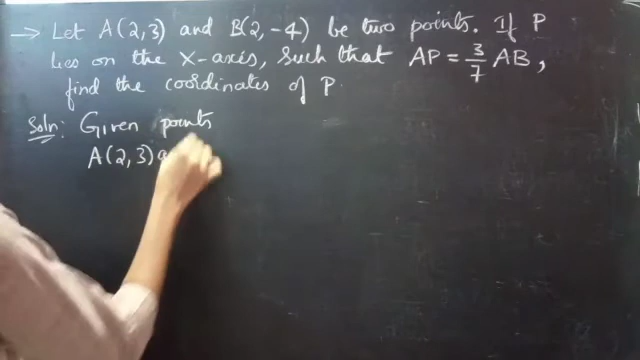 → Let A(2,3) and B(2,-4) be two points. If P
lies on the X-axis, Such that AP = 3/7 AB,
find the coordinates of P.
Soln: Given points
A(2,3)